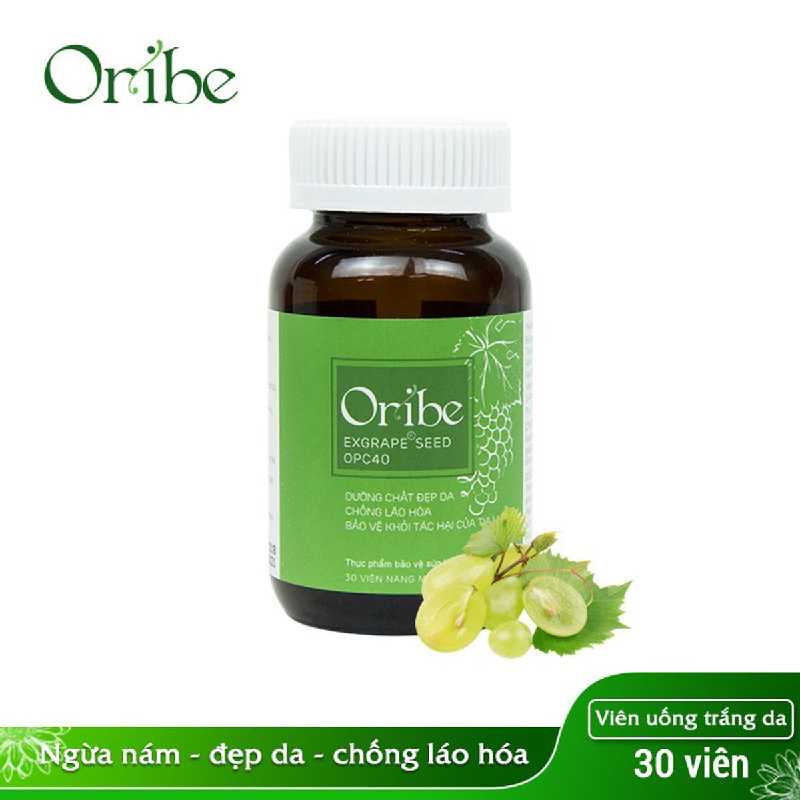 Oribe
Oribe
EXGRAPE® SEED
OPC40
DƯỠNG CHẤT ĐẸP DA
CHỐNG LÃO HÓA
BẢO VỆ KHỎI TÁC HẠI CỦA
Thực phẩm bảo vệ sức
30 VIÊN NANG
Ngừa nám - đẹp da - chống láo hóa
Viên uống trắng da
30 viên